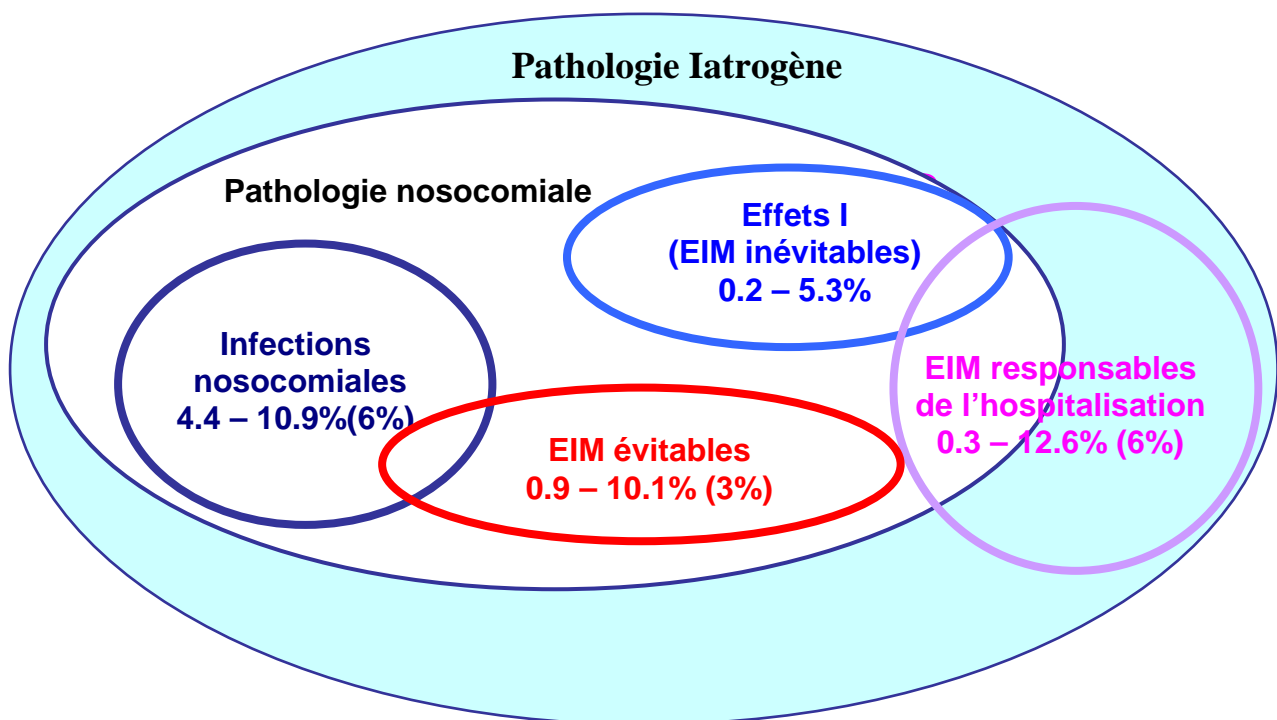 Pathologie Iatrogène
Pathologie nosocomiale
Effets I
(EIM inévitables)
0.2 – 5.3%
Infections
nosocomiales
4.4 – 10.9%(6%)
EIM responsables
de l’hospitalisation
0.3 – 12.6% (6%)
EIM évitables
0.9 – 10.1% (3%)